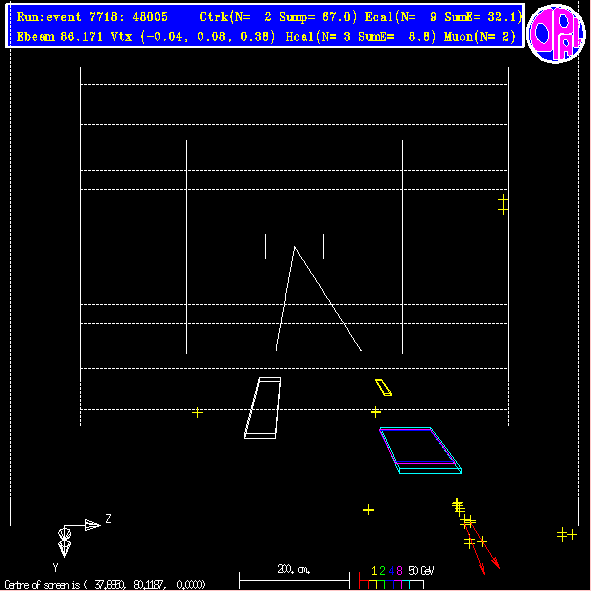 Run:event 7718: 48005 Ctrk(N= 2 Sump= 67.0) Ecal(N= 9 SumE= 32.1)
Ebeam 86.171 Vtx (-0.04, 0.08, 0.38) Hcal(N= 3 SumE= 8.8) Muon(N= 2)
OPAL
Z
Y
200. cm.
1 2 4 8 50 GeV
Centre of screen is ( 37.6950, 80.1187, 0.0000)